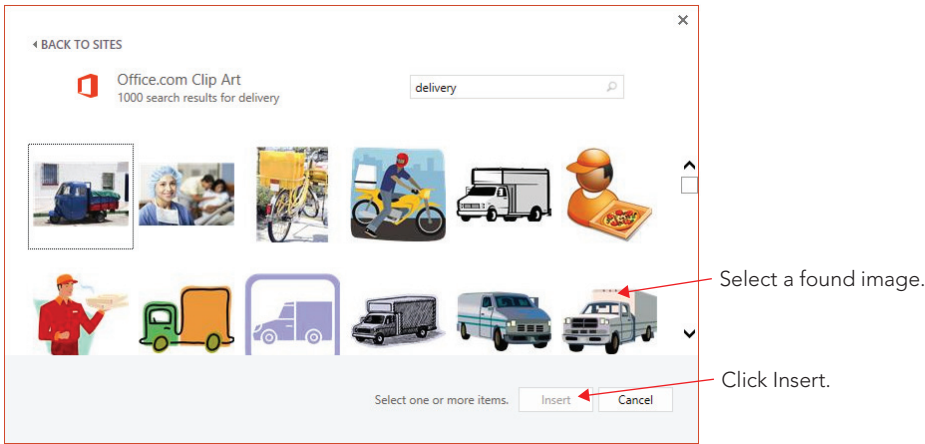 BACK TO SITES
Office.com Clip Art
1000 search results for delivery
delivery
Select a found image.
Click Insert.
Select one or more items.
Insert
Cancel